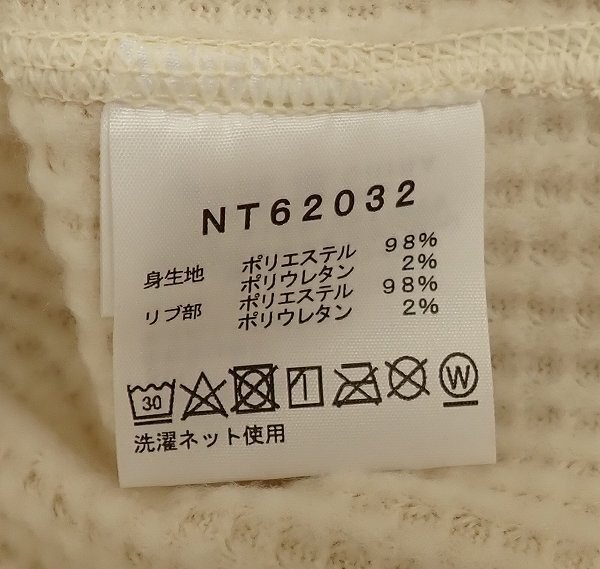 NT62032
身生地 ポリエステル 98%
ポリウレタン 2%
リブ部 ポリエステル 98%
ポリウレタン 2%
30 W
洗濯ネット使用